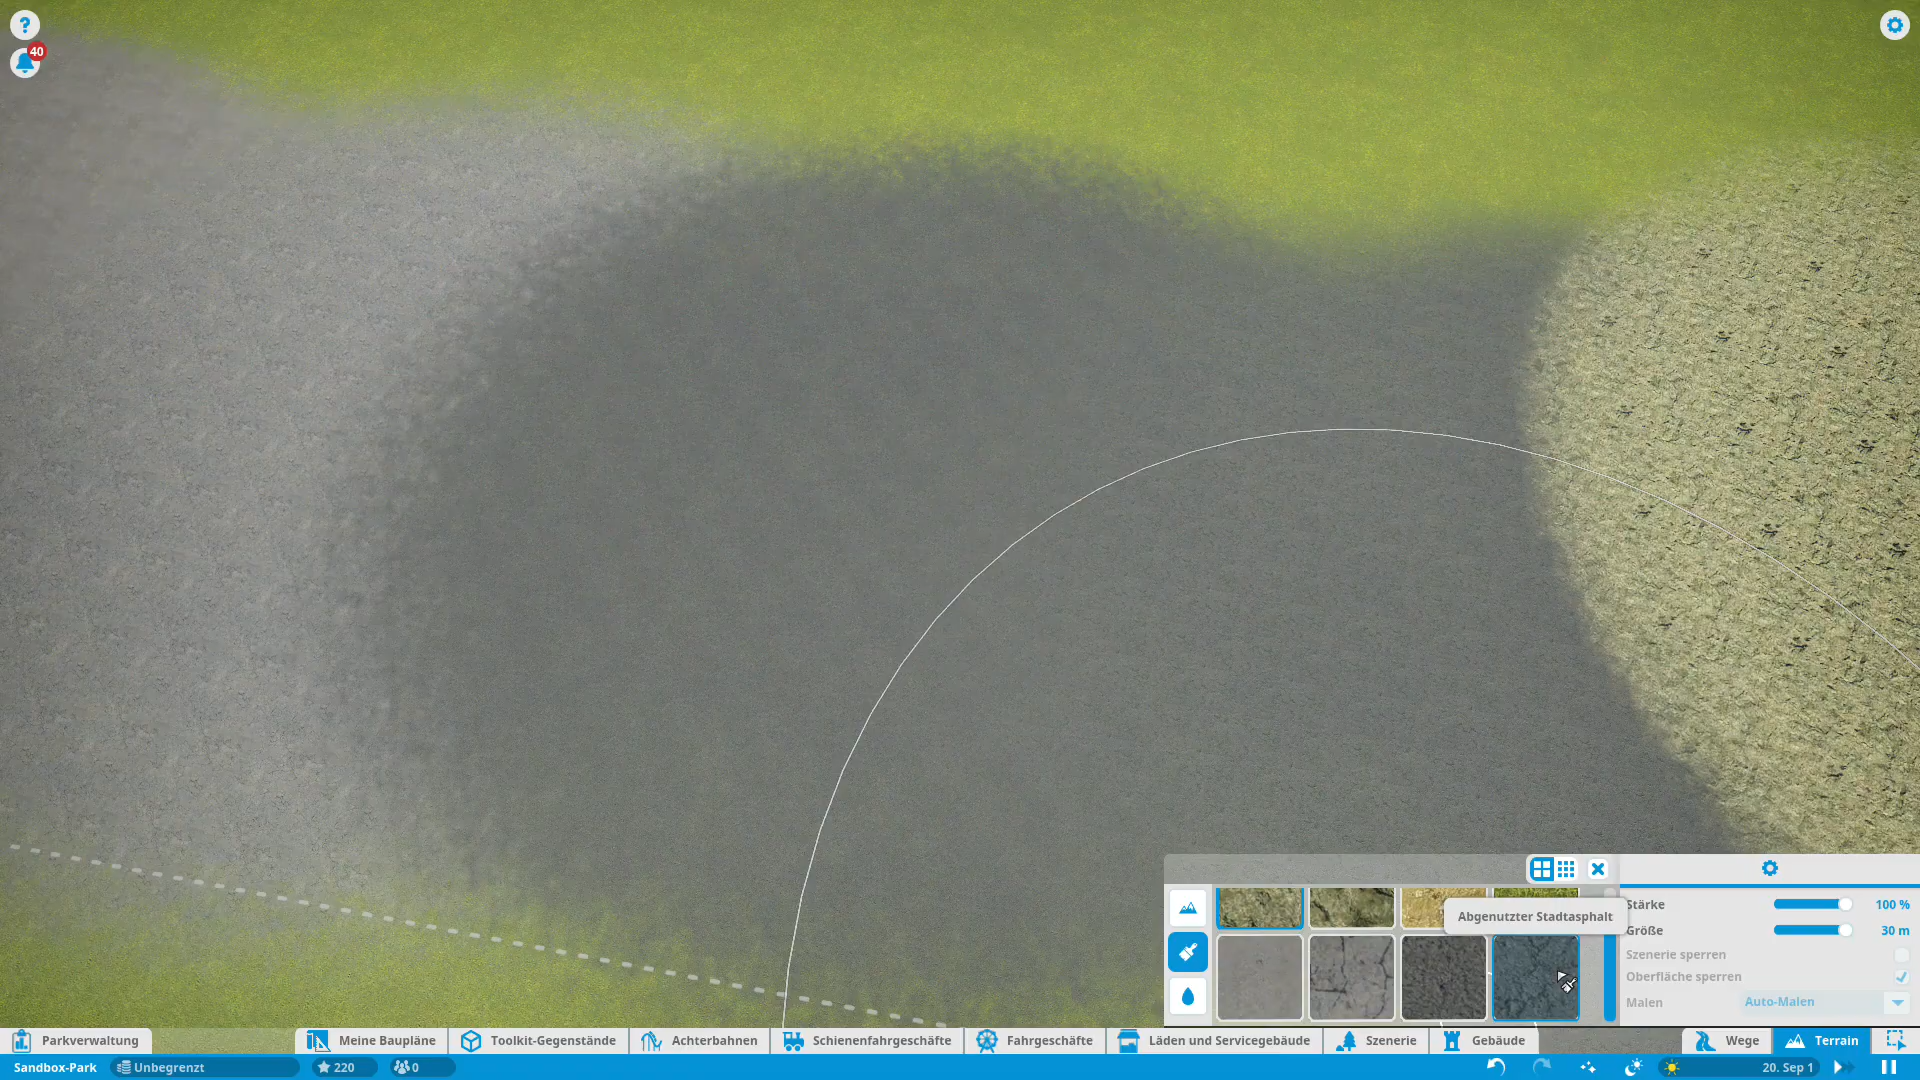 ?
40
Abgenutzter Stadtasphalt
Stärke
100 %
Größe
30 m
Szenerie sperren
Oberfläche sperren
Malen
Auto-Malen
Parkverwaltung
Meine Baupläne
Toolkit-Gegenstände
Achterbahnen
Schienenfahrgeschäfte
Fahrgeschäfte
Läden und Servicegebäude
Szenerie
Gebäude
Wege
Terrain
Sandbox-Park
Unbegrenzt
220
0
20. Sep 1